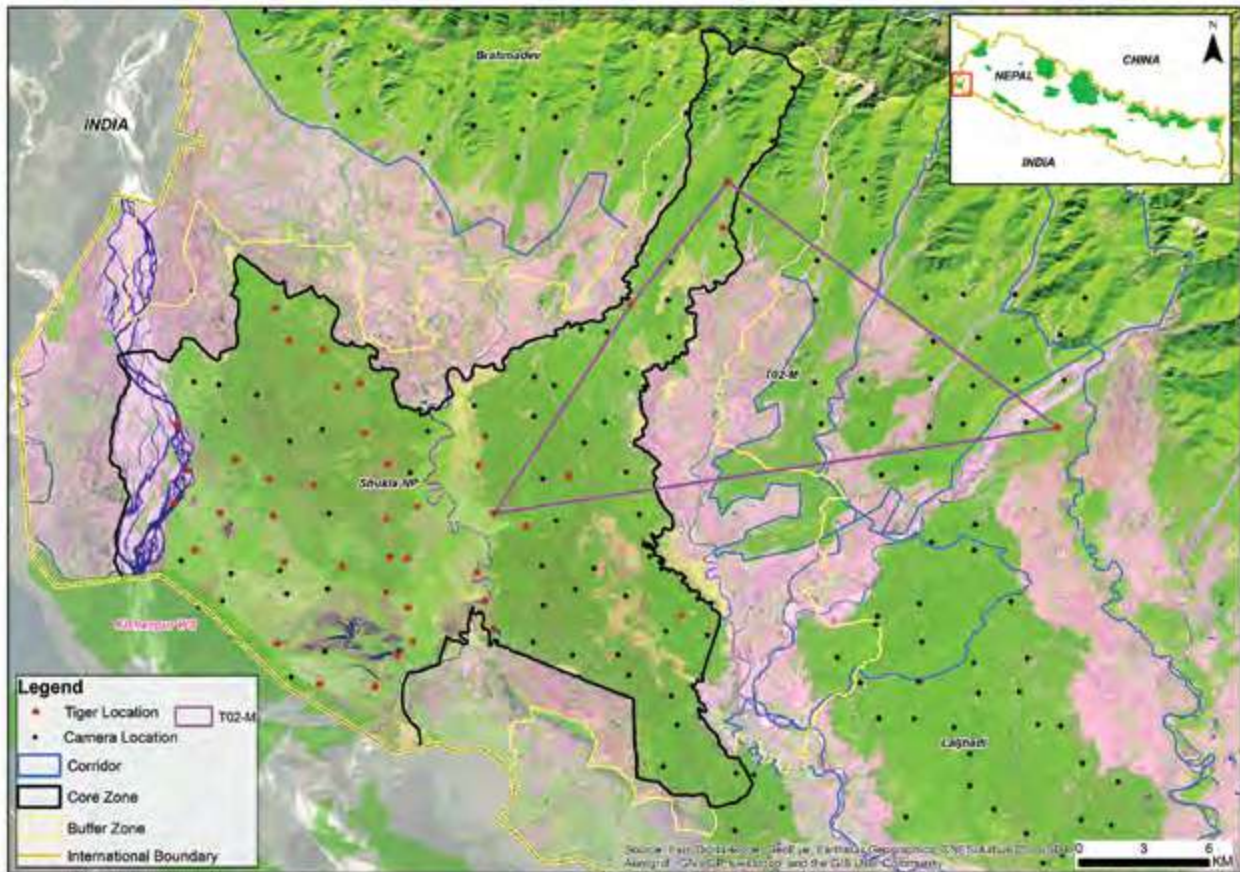 N
CHINA
NEPAL
INDIA
Brahmadev
INDIA
T02-M
Shukla NP
Laljhadi
Legend
Tiger Location
T02-M
Camera Location
Corridor
Core Zone
Buffer Zone
International Boundary
0 3 6
KM